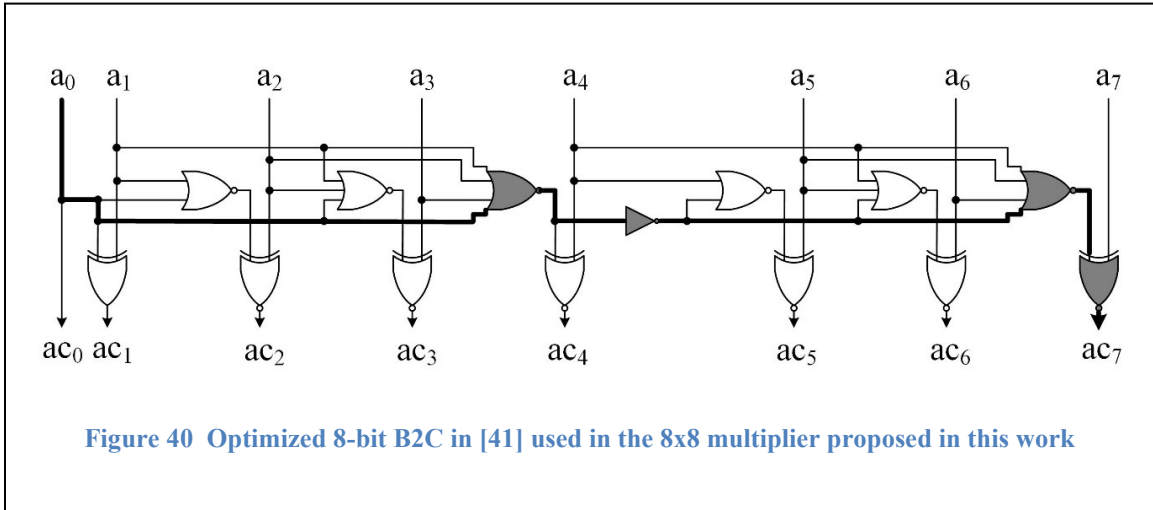 a₀ a₁ a₂ a₃ a₄ a₅ a₆ a₇
ac₀ ac₁ ac₂ ac₃ ac₄ ac₅ ac₆ ac₇
Figure 40 Optimized 8-bit B2C in [41] used in the 8x8 multiplier proposed in this work